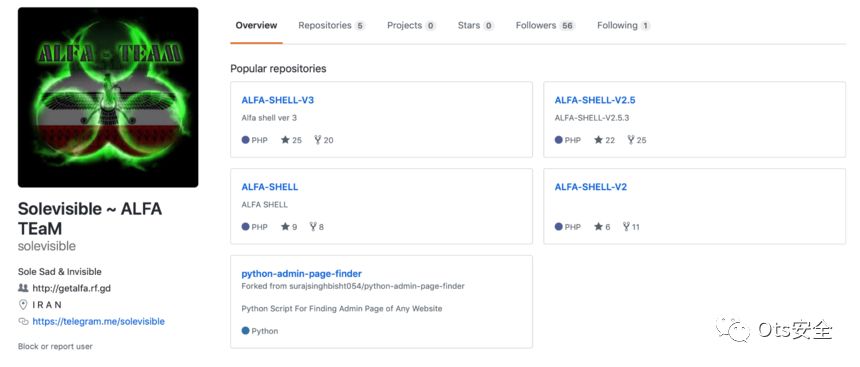 ALFA TEAM
Solevisible ~ ALFA
TEaM
solevisible
Sole Sad & Invisible
http://getalfa.rf.gd
I R A N
https://telegram.me/solevisible
Block or report user
Overview Repositories 5 Projects 0 Stars 0 Followers 56 Following 1
Popular repositories
ALFA-SHELL-V3
Alfa shell ver 3
PHP 25 20
ALFA-SHELL-V2.5
ALFA-SHELL-V2.5.3
PHP 22 25
ALFA-SHELL
ALFA SHELL
PHP 9 8
ALFA-SHELL-V2
PHP 6 11
python-admin-page-finder
Forked from surajsinghbisht054/python-admin-page-finder
Python Script For Finding Admin Page of Any Website
Python
Ots安全